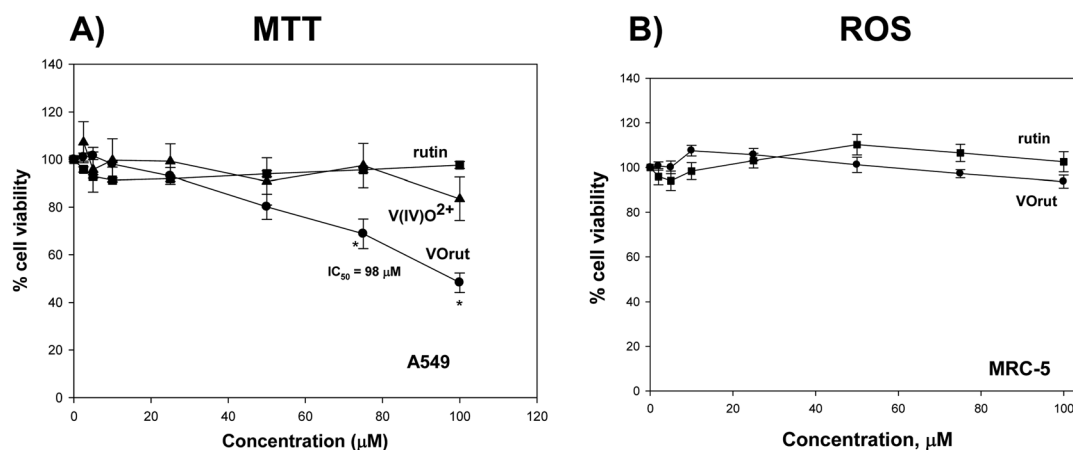 A) MTT
140
120
100
80
60
40
20
0
0 20 40 60 80 100 120
% cell viability
Concentration (µM)
rutin
V(IV)O²⁺
VOrut
*
IC₅₀ = 98 µM
*
A549
B) ROS
140
120
100
80
60
40
20
0
0 20 40 60 80 100
% cell viability
Concentration, µM
rutin
VOrut
MRC-5